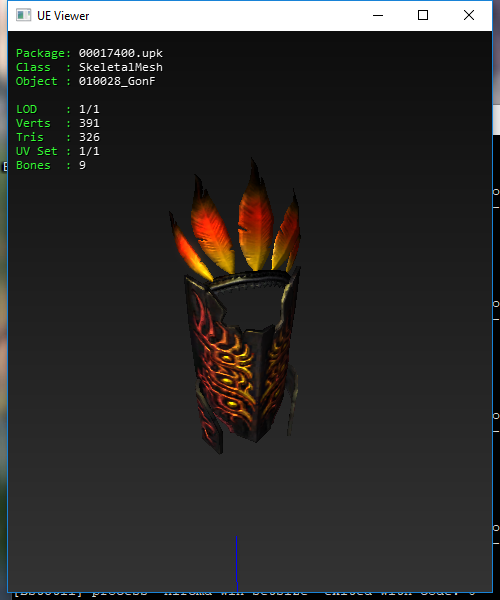 UE Viewer
Package: 00017400.upk
Class : SkeletalMesh
Object : 010028_GonF
LOD : 1/1
Verts : 391
Tris : 326
UV Set : 1/1
Bones : 9